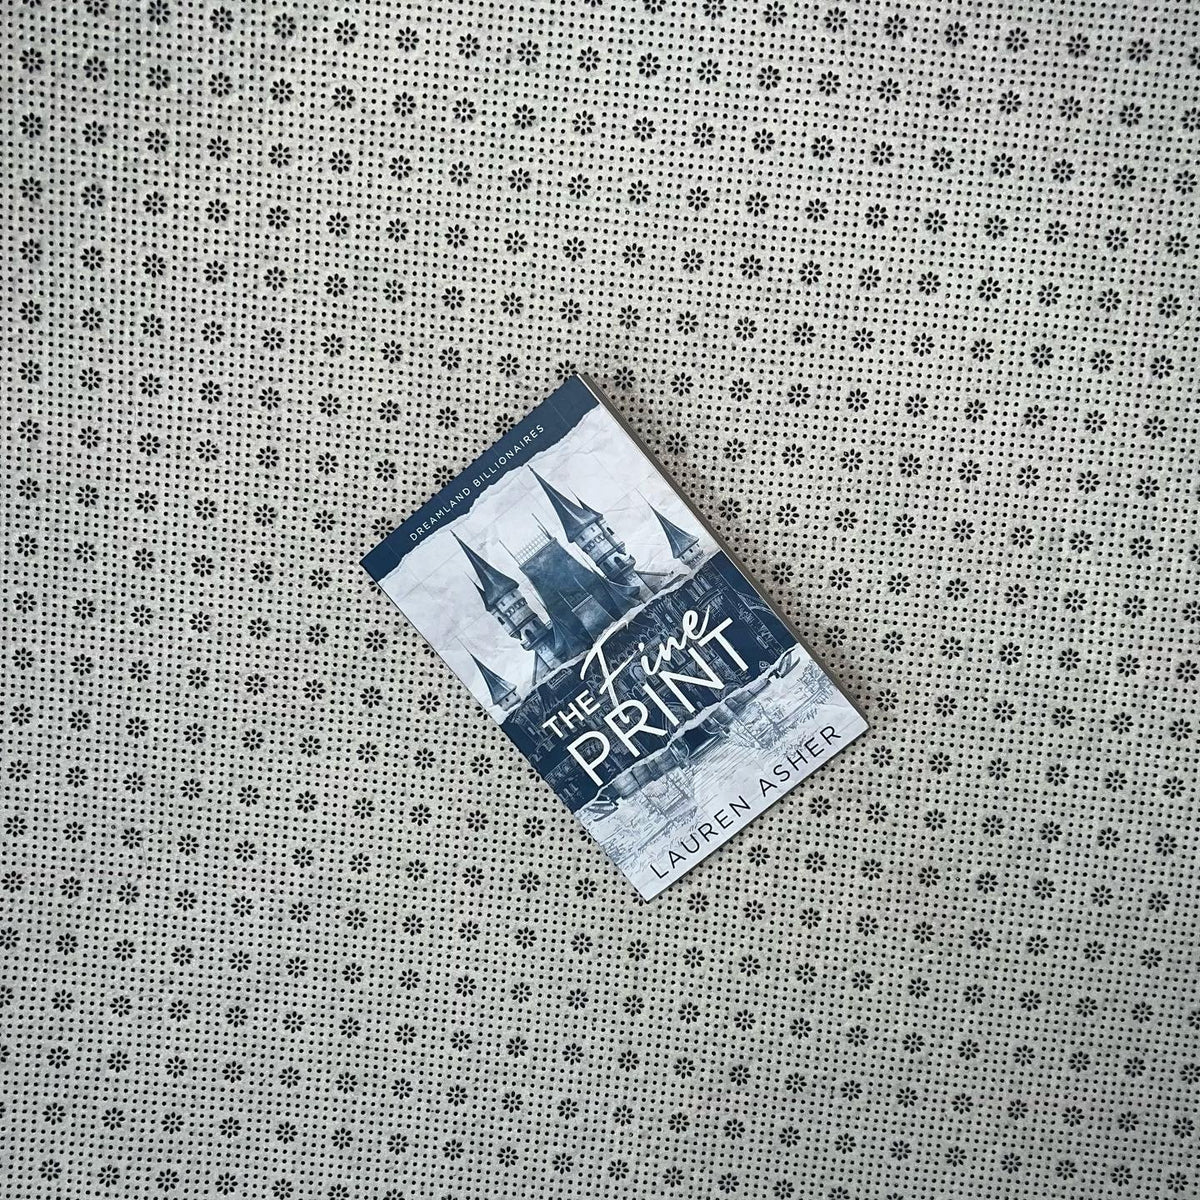 DREAMLAND BILLIONAIRES
THE Fine
PRINT
LAUREN ASHER